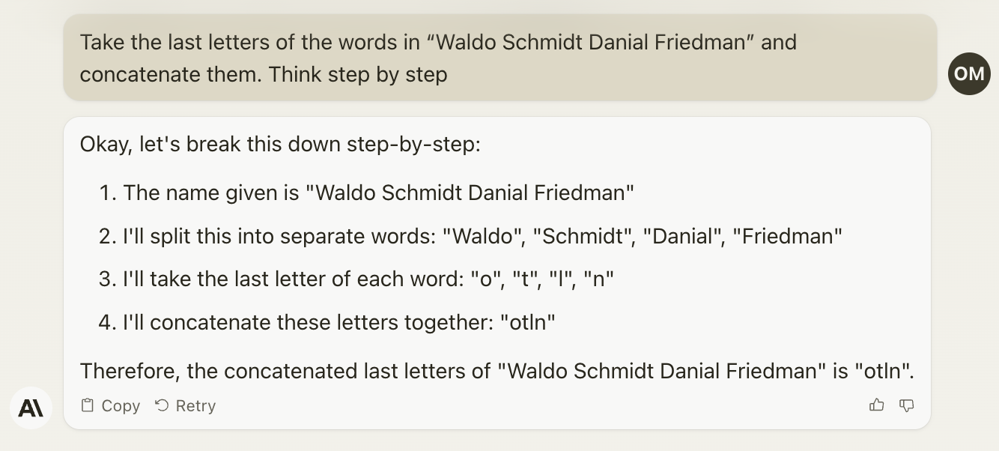 Take the last letters of the words in “Waldo Schmidt Danial Friedman” and
concatenate them. Think step by step
OM
Okay, let's break this down step-by-step:
1. The name given is "Waldo Schmidt Danial Friedman"
2. I'll split this into separate words: "Waldo", "Schmidt", "Danial", "Friedman"
3. I'll take the last letter of each word: "o", "t", "l", "n"
4. I'll concatenate these letters together: "otln"
Therefore, the concatenated last letters of "Waldo Schmidt Danial Friedman" is "otln".
Copy Retry
A\